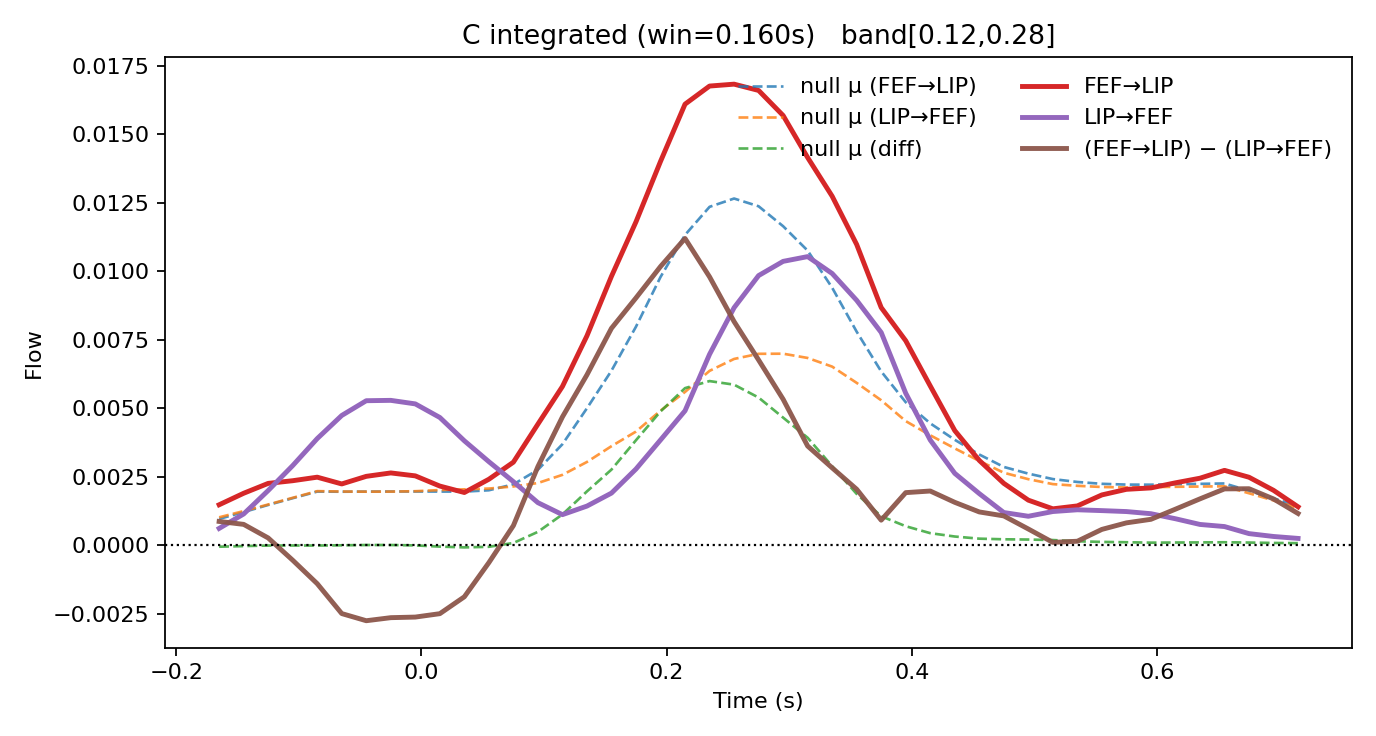 C integrated (win=0.160s)   band[0.12,0.28]
null μ (FEF→LIP)
null μ (LIP→FEF)
null μ (diff)
FEF→LIP
LIP→FEF
(FEF→LIP) − (LIP→FEF)
Flow
0.0175
0.0150
0.0125
0.0100
0.0075
0.0050
0.0025
0.0000
−0.0025
−0.2
0.0
0.2
0.4
0.6
Time (s)